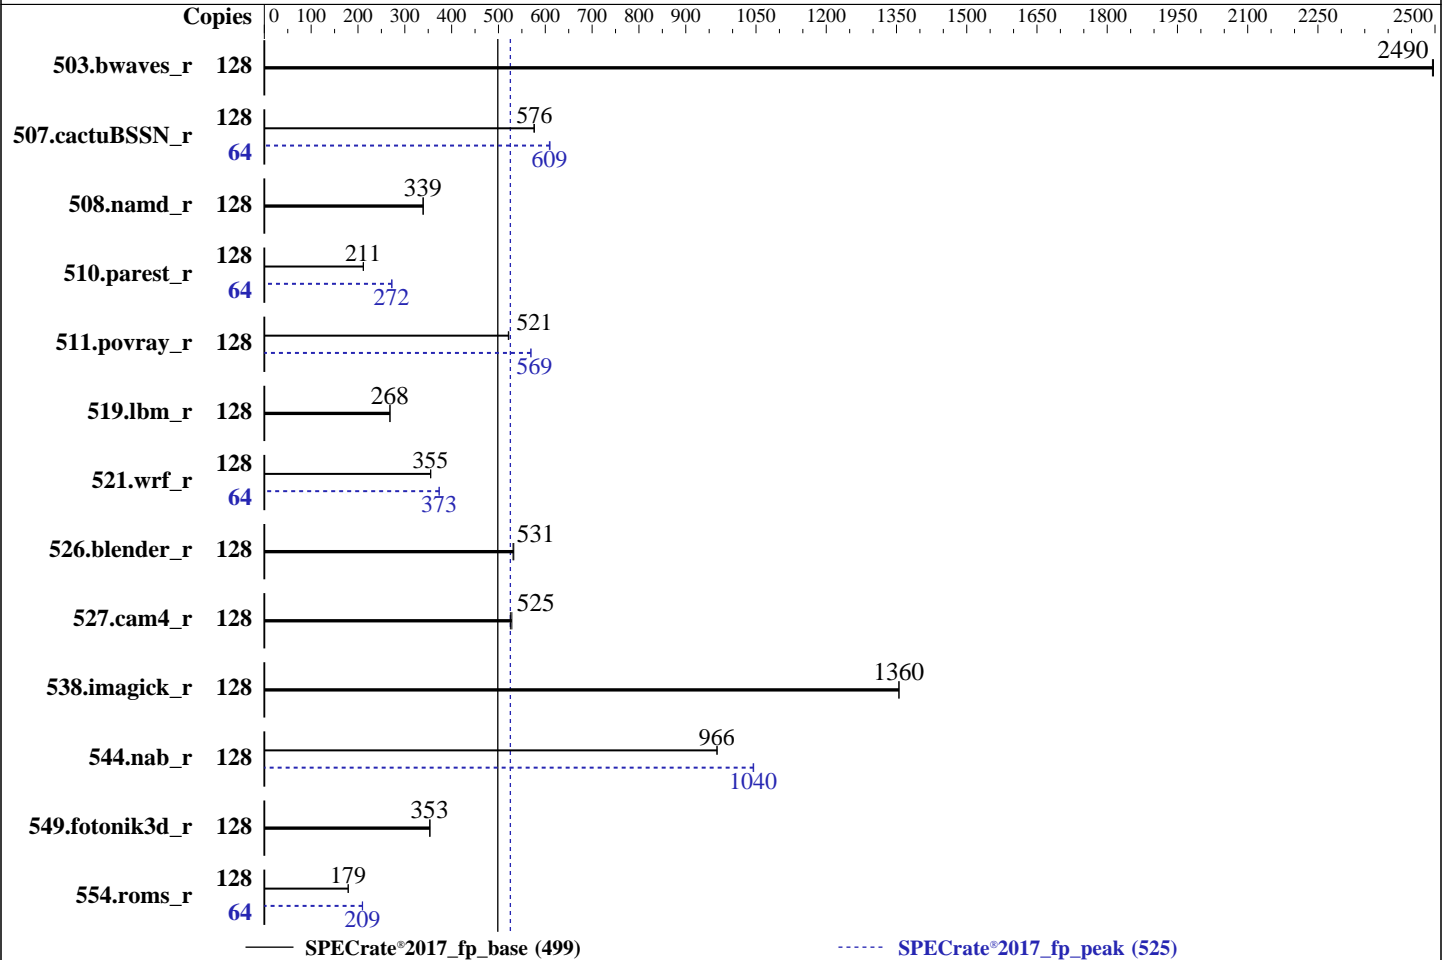 Copies 0 100 200 300 400 500 600 700 800 900 1050 1200 1350 1500 1650 1800 1950 2100 2250 2500
503.bwaves_r 128 2490
507.cactuBSSN_r 128 576
64 609
508.namd_r 128 339
510.parest_r 128 211
64 272
511.povray_r 128 521
569
519.lbm_r 128 268
521.wrf_r 128 355
64 373
526.blender_r 128 531
527.cam4_r 128 525
538.imagick_r 128 1360
544.nab_r 128 966
1040
549.fotonik3d_r 128 353
554.roms_r 128 179
64 209
SPECrate®2017_fp_base (499) SPECrate®2017_fp_peak (525)